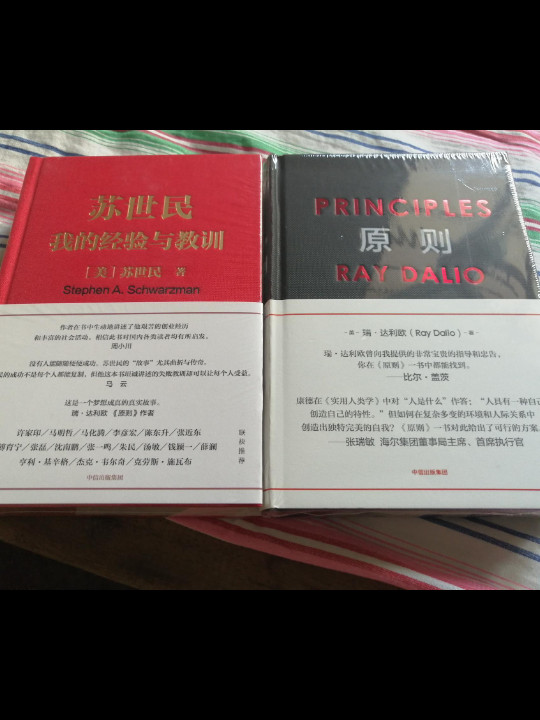 苏世民
我的经验与教训
[美] 苏世民 著
Stephen A. Schwarzman
作者在书中生动地讲述了他艰苦的创业经历
和丰富的社会活动。相信此书对国内外各类读者均有所启发。
周小川
没有人能随随便便成功。苏世民的“故事”尤其曲折与传奇。
的成功不是每个人都能复制，但他这本书坦诚讲述的失败教训却可以让每个人受益。
马 云
这是一个梦想成真的真实故事。
瑞·达利欧《原则》作者
许家印/马明哲/马化腾/李彦宏/陈东升/张近东
傅育宁/张磊/沈南鹏/张一鸣/朱民/汤敏/钱颖一/薛澜
亨利·基辛格/杰克·韦尔奇/克劳斯·施瓦布
联袂推荐
中信出版集团
PRINCIPLES
原则
RAY DALIO
瑞·达利欧（Ray Dalio）
瑞·达利欧曾向我提供的非常宝贵的指导和忠告，
你在《原则》一书中都能找到。
——比尔·盖茨
康德在《实用人类学》中对“人是什么”作答：“人具有一种自己
创造自己的特性。”但如何在复杂多变的环境和人际关系中
创造出独特完美的自我？《原则》一书对此给出了可行的方案。
——张瑞敏 海尔集团董事局主席、首席执行官
中信出版集团